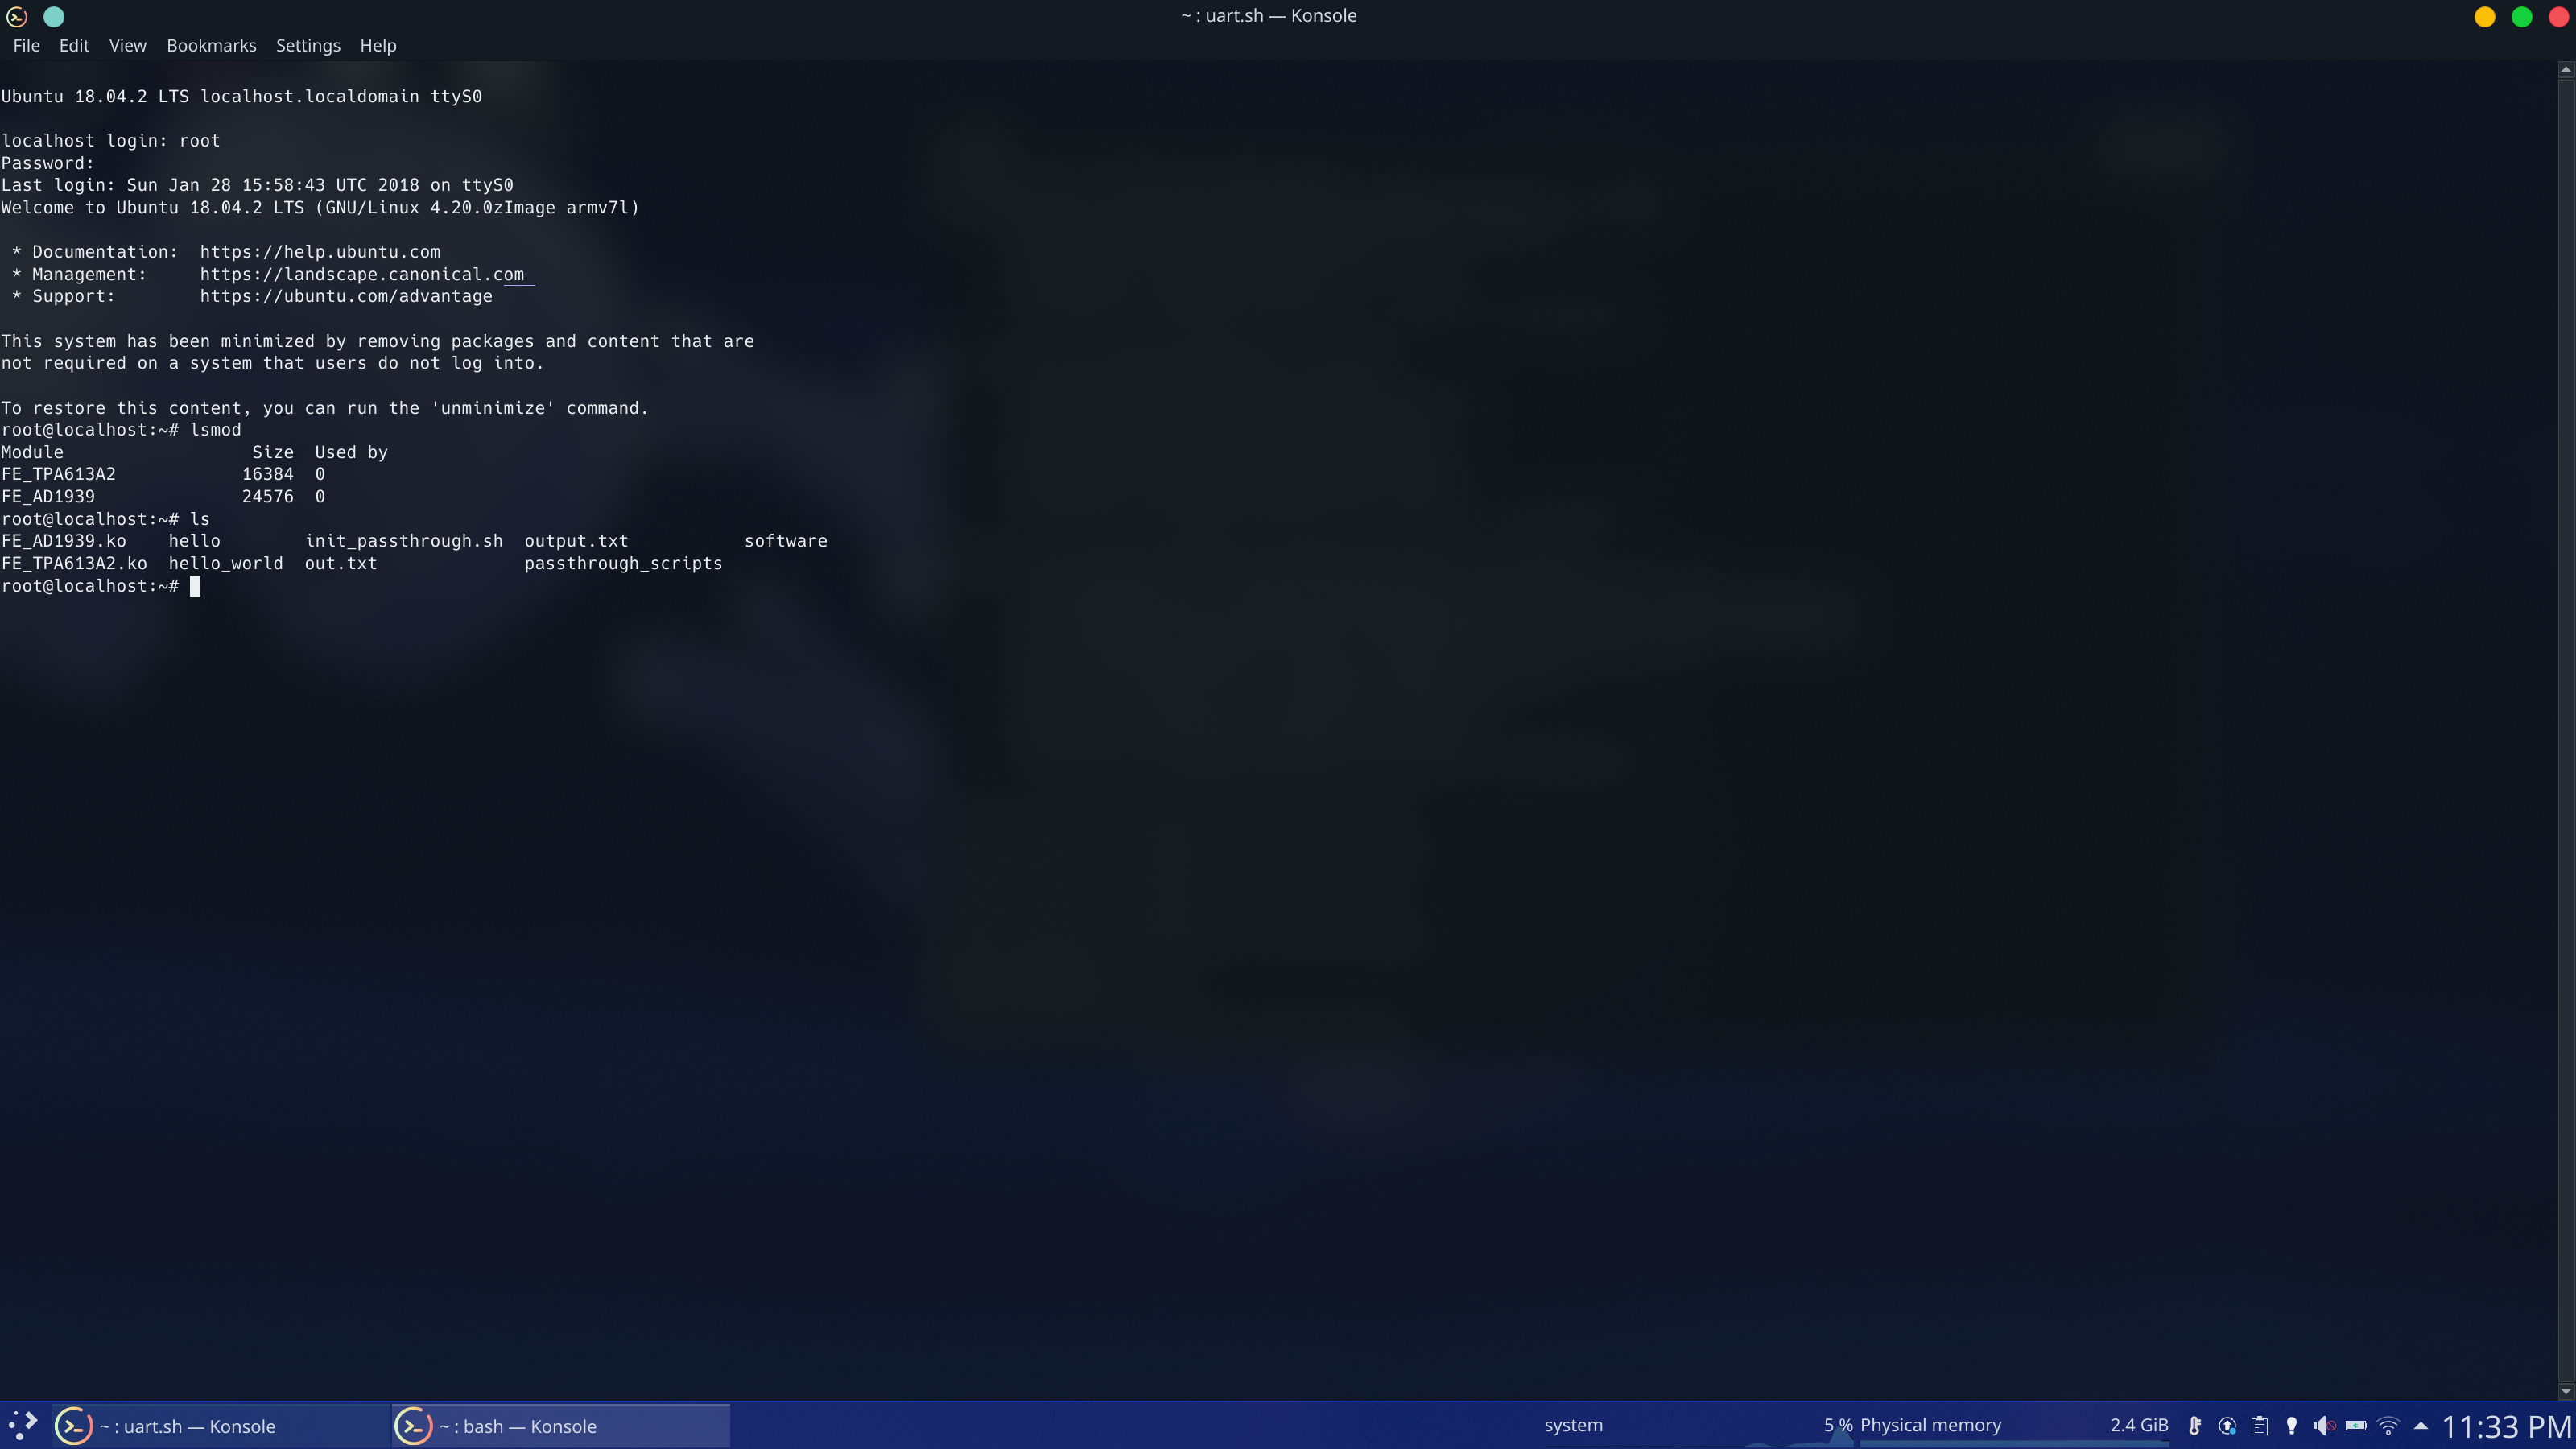 ~ : uart.sh — Konsole
File Edit View Bookmarks Settings Help
Ubuntu 18.04.2 LTS localhost.localdomain ttyS0
localhost login: root
Password:
Last login: Sun Jan 28 15:58:43 UTC 2018 on ttyS0
Welcome to Ubuntu 18.04.2 LTS (GNU/Linux 4.20.0zImage armv7l)
* Documentation:  https://help.ubuntu.com
* Management:     https://landscape.canonical.com
* Support:        https://ubuntu.com/advantage
This system has been minimized by removing packages and content that are
not required on a system that users do not log into.
To restore this content, you can run the 'unminimize' command.
root@localhost:~# lsmod
Module                  Size  Used by
FE_TPA613A2            16384  0
FE_AD1939              24576  0
root@localhost:~# ls
FE_AD1939.ko    hello        init_passthrough.sh  output.txt           software
FE_TPA613A2.ko  hello_world  out.txt              passthrough_scripts
root@localhost:~#
~ : uart.sh — Konsole ~ : bash — Konsole system 5 % Physical memory 2.4 GiB 11:33 PM